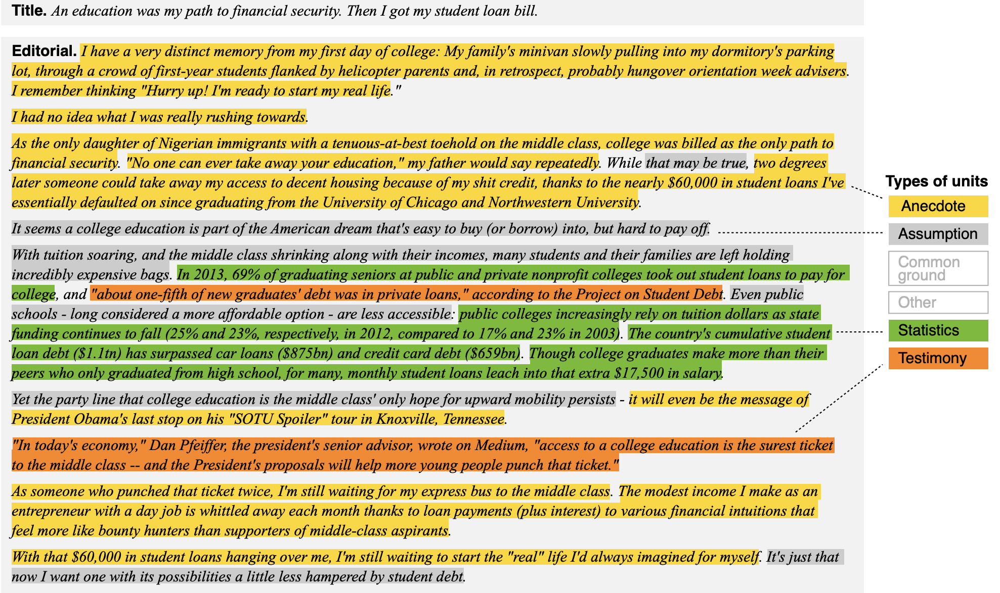 Title. An education was my path to financial security. Then I got my student loan bill.
Editorial. I have a very distinct memory from my first day of college: My family's minivan slowly pulling into my dormitory's parking
lot, through a crowd of first-year students flanked by helicopter parents and, in retrospect, probably hungover orientation week advisers.
I remember thinking "Hurry up! I'm ready to start my real life."
I had no idea what I was really rushing towards.
As the only daughter of Nigerian immigrants with a tenuous-at-best toehold on the middle class, college was billed as the only path to
financial security. "No one can ever take away your education," my father would say repeatedly. While that may be true, two degrees
later someone could take away my access to decent housing because of my shit credit, thanks to the nearly $60,000 in student loans I've
essentially defaulted on since graduating from the University of Chicago and Northwestern University.
It seems a college education is part of the American dream that's easy to buy (or borrow) into, but hard to pay off.
With tuition soaring, and the middle class shrinking along with their incomes, many students and their families are left holding
incredibly expensive bags. In 2013, 69% of graduating seniors at public and private nonprofit colleges took out student loans to pay for
college, and "about one-fifth of new graduates' debt was in private loans," according to the Project on Student Debt. Even public
schools - long considered a more affordable option - are less accessible: public colleges increasingly rely on tuition dollars as state
funding continues to fall (25% and 23%, respectively, in 2012, compared to 17% and 23% in 2003). The country's cumulative student
loan debt ($1.1tn) has surpassed car loans ($875bn) and credit card debt ($659bn). Though college graduates make more than their
peers who only graduated from high school, for many, monthly student loans leach into that extra $17,500 in salary.
Yet the party line that college education is the middle class' only hope for upward mobility persists - it will even be the message of
President Obama's last stop on his "SOTU Spoiler" tour in Knoxville, Tennessee.
"In today's economy," Dan Pfeiffer, the president's senior advisor, wrote on Medium, "access to a college education is the surest ticket
to the middle class -- and the President's proposals will help more young people punch that ticket."
As someone who punched that ticket twice, I'm still waiting for my express bus to the middle class. The modest income I make as an
entrepreneur with a day job is whittled away each month thanks to loan payments (plus interest) to various financial intuitions that
feel more like bounty hunters than supporters of middle-class aspirants.
With that $60,000 in student loans hanging over me, I'm still waiting to start the "real" life I'd always imagined for myself. It's just that
now I want one with its possibilities a little less hampered by student debt.
Types of units
Anecdote
Assumption
Common
ground
Other
Statistics
Testimony